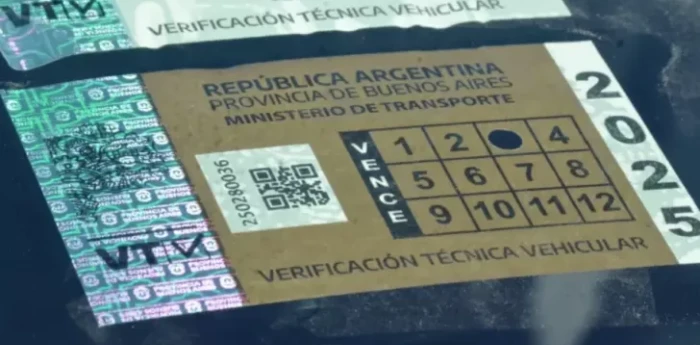 VTV
VERIFICACIÓN TÉCNICA VEHICULAR
REPÚBLICA ARGENTINA
PROVINCIA DE BUENOS AIRES
MINISTERIO DE TRANSPORTE
250280036
VENCE
1 2 4
5 6 7 8
9 10 11 12
2025
VTV
VERIFICACIÓN TÉCNICA VEHICULAR